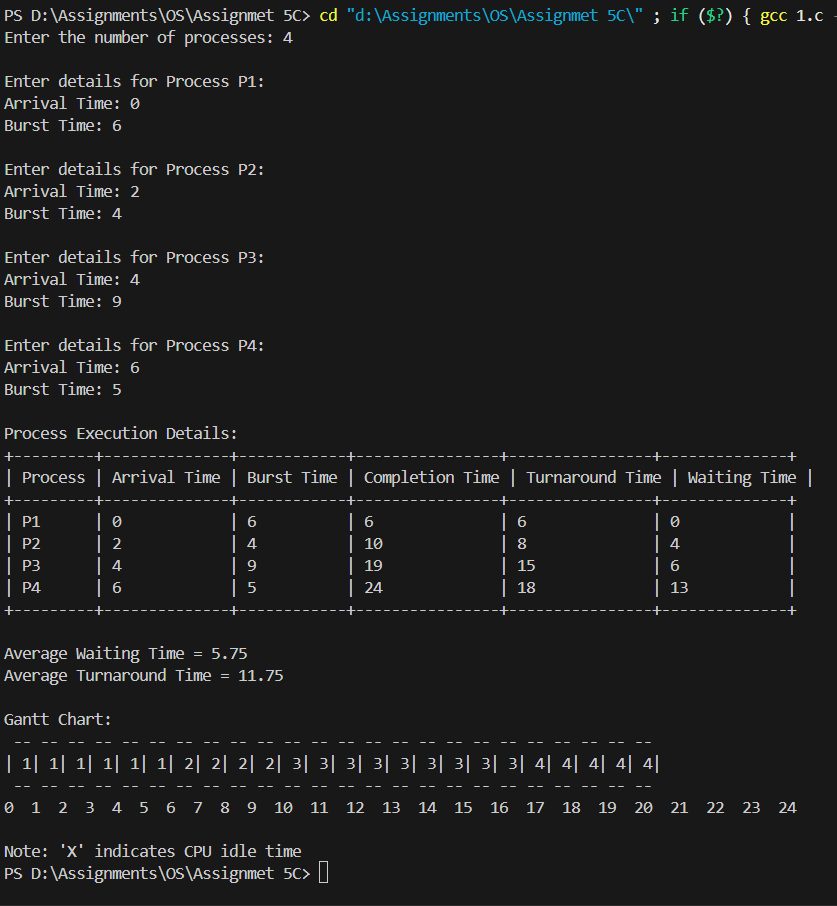 PS D:\Assignments\OS\Assignmet 5C> cd "d:\Assignments\OS\Assignmet 5C\" ; if ($?) { gcc 1.c
Enter the number of processes: 4

Enter details for Process P1:
Arrival Time: 0
Burst Time: 6

Enter details for Process P2:
Arrival Time: 2
Burst Time: 4

Enter details for Process P3:
Arrival Time: 4
Burst Time: 9

Enter details for Process P4:
Arrival Time: 6
Burst Time: 5

Process Execution Details:
+---------+--------------+------------+----------------+----------------+--------------+
| Process | Arrival Time | Burst Time | Completion Time | Turnaround Time | Waiting Time |
+---------+--------------+------------+----------------+----------------+--------------+
| P1      | 0            | 6          | 6              | 6              | 0            |
| P2      | 2            | 4          | 10             | 8              | 4            |
| P3      | 4            | 9          | 19             | 15             | 6            |
| P4      | 6            | 5          | 24             | 18             | 13           |
+---------+--------------+------------+----------------+----------------+--------------+

Average Waiting Time = 5.75
Average Turnaround Time = 11.75

Gantt Chart:
 -- -- -- -- -- -- -- -- -- -- -- -- -- -- -- -- -- -- -- -- -- -- -- --
| 1| 1| 1| 1| 1| 1| 2| 2| 2| 2| 3| 3| 3| 3| 3| 3| 3| 3| 3| 4| 4| 4| 4| 4|
 -- -- -- -- -- -- -- -- -- -- -- -- -- -- -- -- -- -- -- -- -- -- -- --
0  1  2  3  4  5  6  7  8  9  10  11  12  13  14  15  16  17  18  19  20  21  22  23  24

Note: 'X' indicates CPU idle time
PS D:\Assignments\OS\Assignmet 5C>